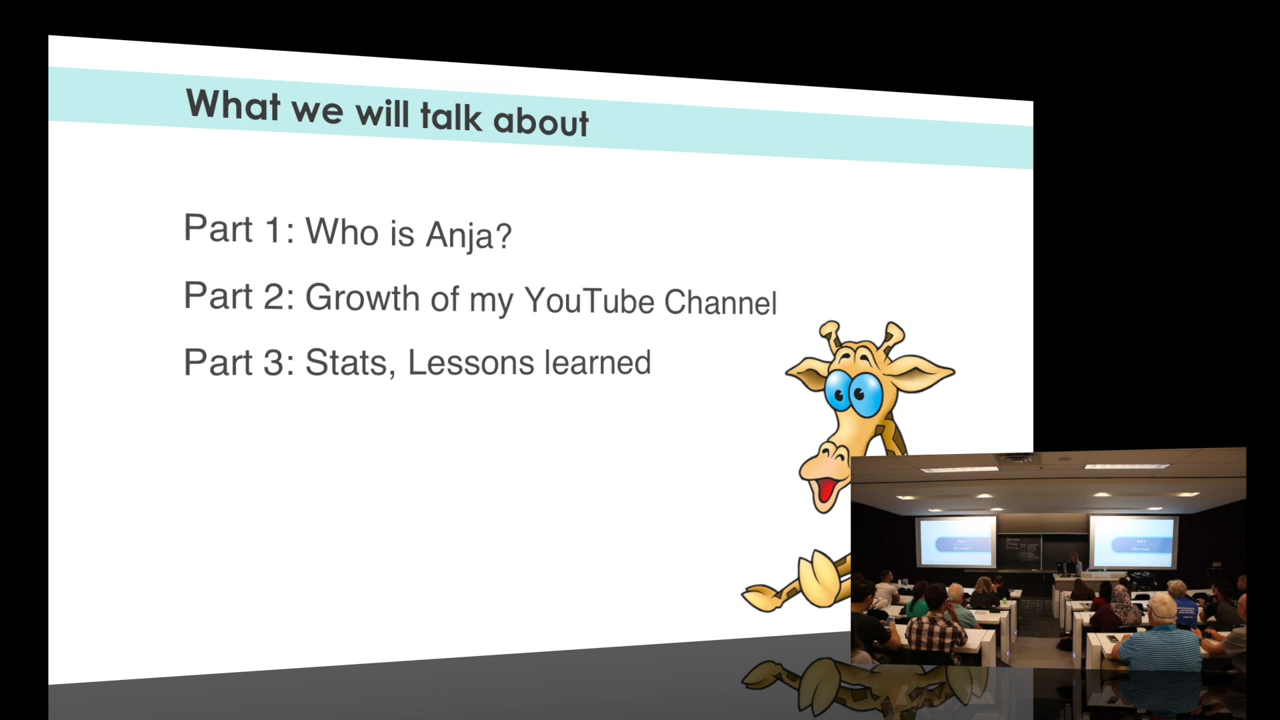 What we will talk about
Part 1: Who is Anja?
Part 2: Growth of my YouTube Channel
Part 3: Stats, Lessons learned